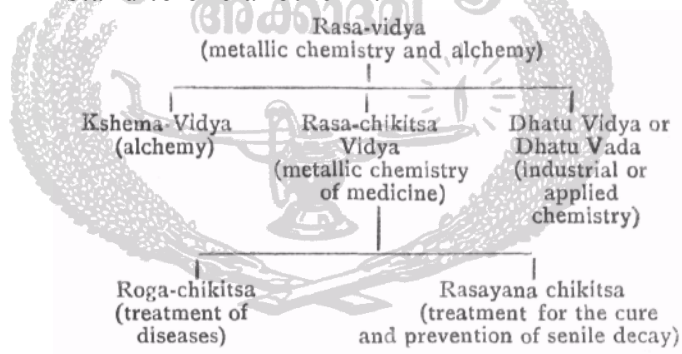 അക്കാദമി
Rasa-vidya
(metallic chemistry and alchemy)
Kshema-Vidya
(alchemy)
Rasa-chikitsa
Vidya
(metallic chemistry
of medicine)
Dhatu Vidya or
Dhatu Vada
(industrial or
applied
chemistry)
Roga-chikitsa
(treatment of
diseases)
Rasayana chikitsa
(treatment for the cure
and prevention of senile decay)